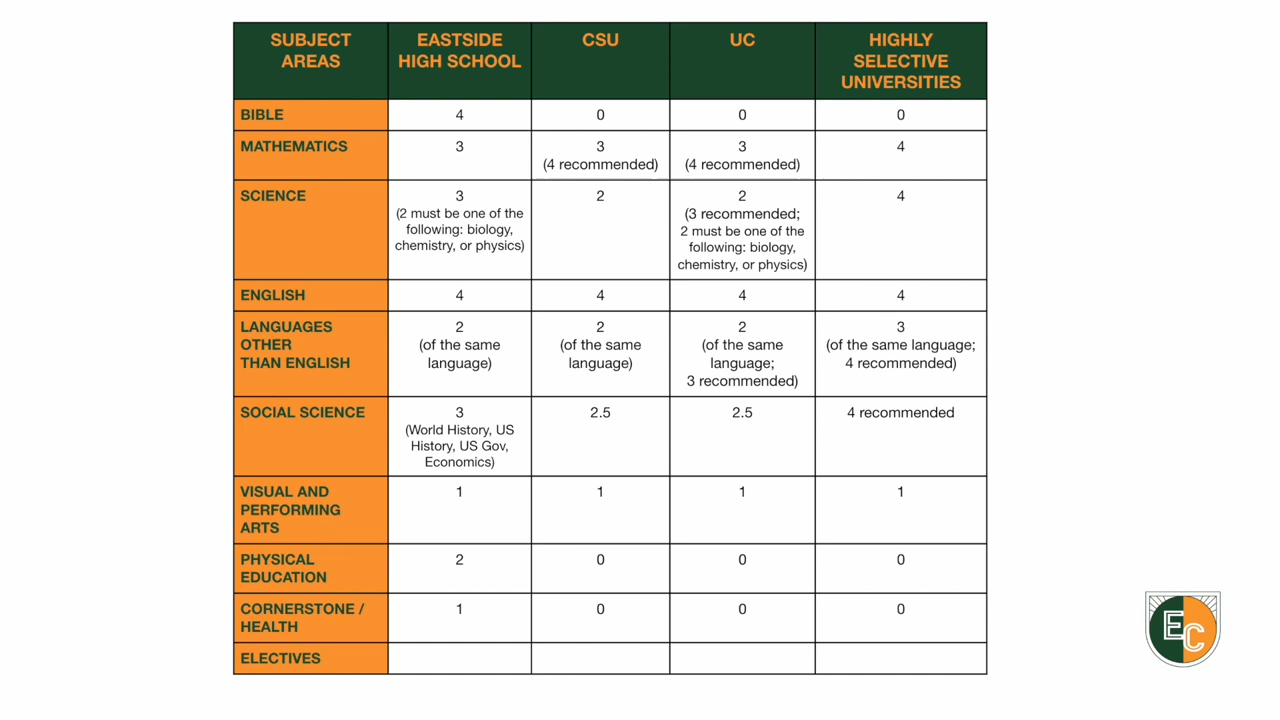 SUBJECT AREAS
EASTSIDE HIGH SCHOOL
CSU
UC
HIGHLY SELECTIVE UNIVERSITIES
BIBLE
4
0
0
0
MATHEMATICS
3
3
(4 recommended)
3
(4 recommended)
4
SCIENCE
3
(2 must be one of the
following: biology,
chemistry, or physics)
2
2
(3 recommended;
2 must be one of the
following: biology,
chemistry, or physics)
4
ENGLISH
4
4
4
4
LANGUAGES
OTHER
THAN ENGLISH
2
(of the same
language)
2
(of the same
language)
2
(of the same
language;
3 recommended)
3
(of the same language;
4 recommended)
SOCIAL SCIENCE
3
(World History, US
History, US Gov,
Economics)
2.5
2.5
4 recommended
VISUAL AND
PERFORMING
ARTS
1
1
1
1
PHYSICAL
EDUCATION
2
0
0
0
CORNERSTONE /
HEALTH
1
0
0
0
ELECTIVES
EC